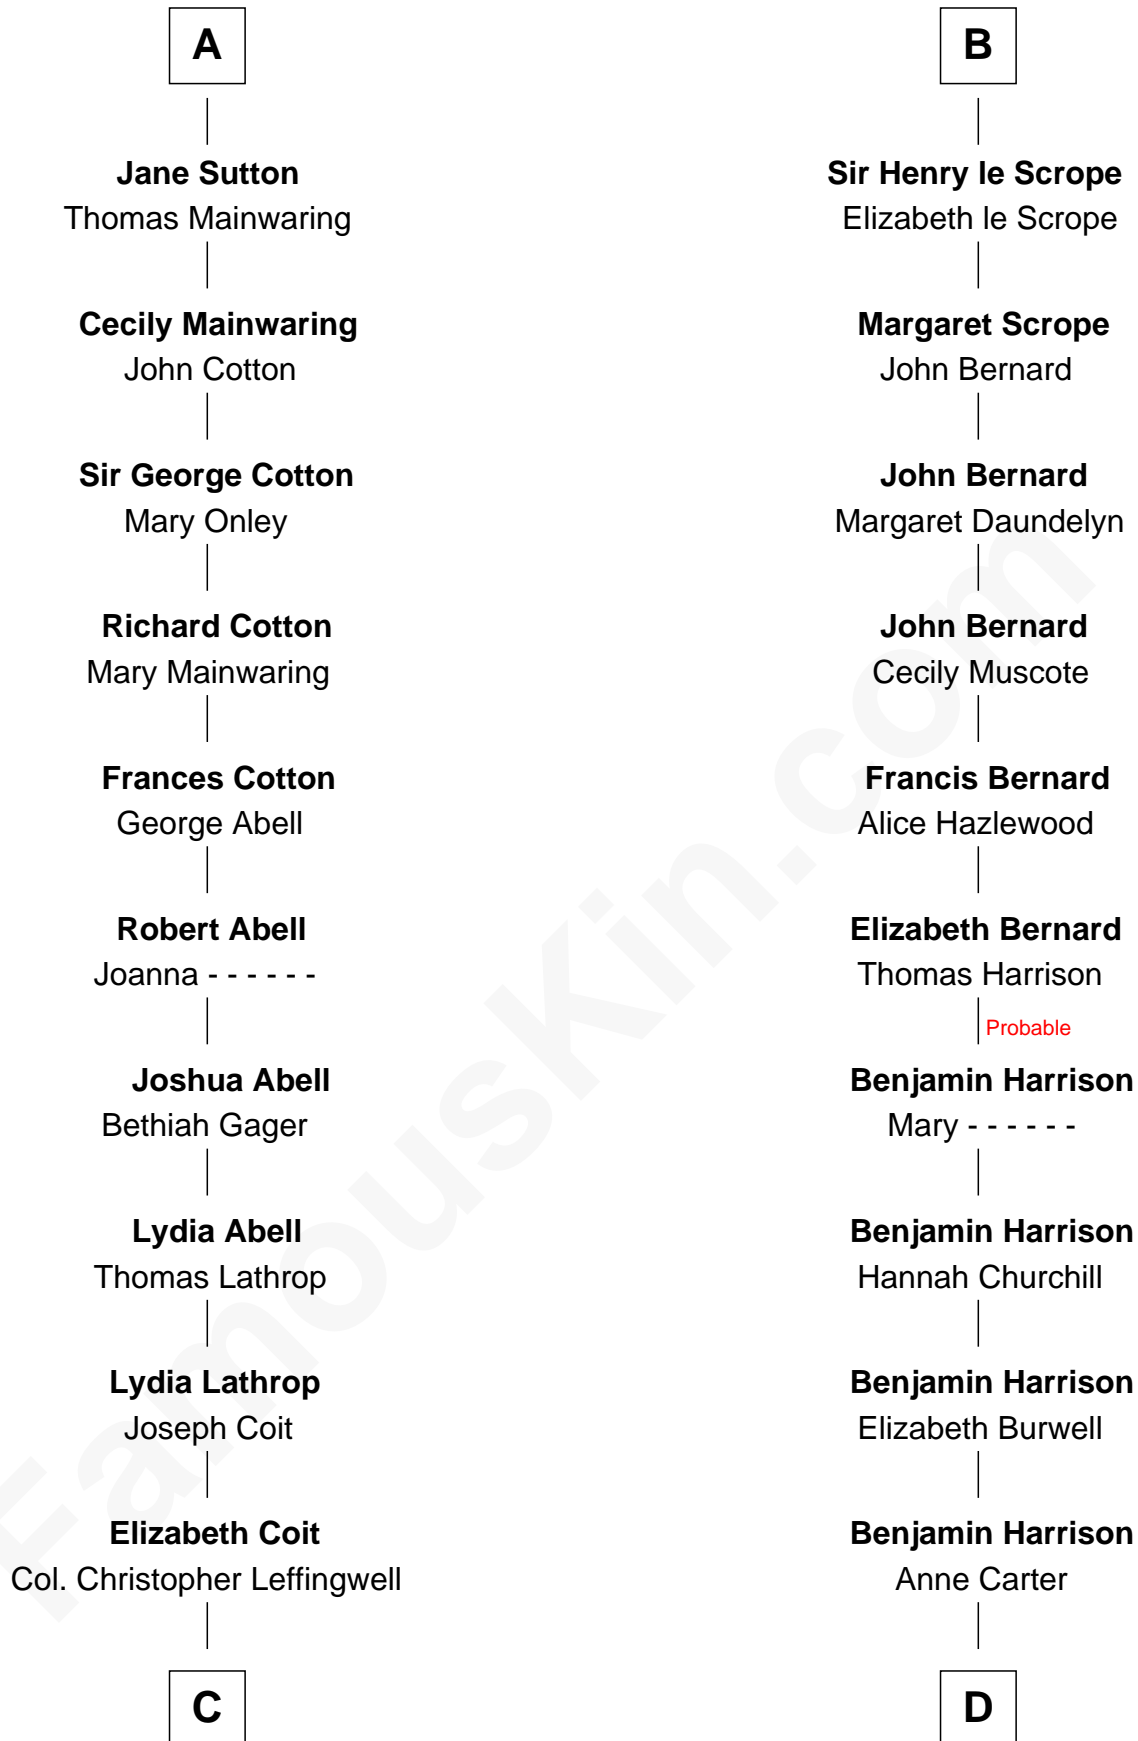 A
Jane Sutton
Thomas Mainwaring
Cecily Mainwaring
John Cotton
Sir George Cotton
Mary Onley
Richard Cotton
Mary Mainwaring
Frances Cotton
George Abell
Robert Abell
Joanna - - - - - -
Joshua Abell
Bethiah Gager
Lydia Abell
Thomas Lathrop
Lydia Lathrop
Joseph Coit
Elizabeth Coit
Col. Christopher Leffingwell
C
B
Sir Henry le Scrope
Elizabeth le Scrope
Margaret Scrope
John Bernard
John Bernard
Margaret Daundelyn
John Bernard
Cecily Muscote
Francis Bernard
Alice Hazlewood
Elizabeth Bernard
Thomas Harrison
Probable
Benjamin Harrison
Mary - - - - - -
Benjamin Harrison
Hannah Churchill
Benjamin Harrison
Elizabeth Burwell
Benjamin Harrison
Anne Carter
D
FamousKin.com